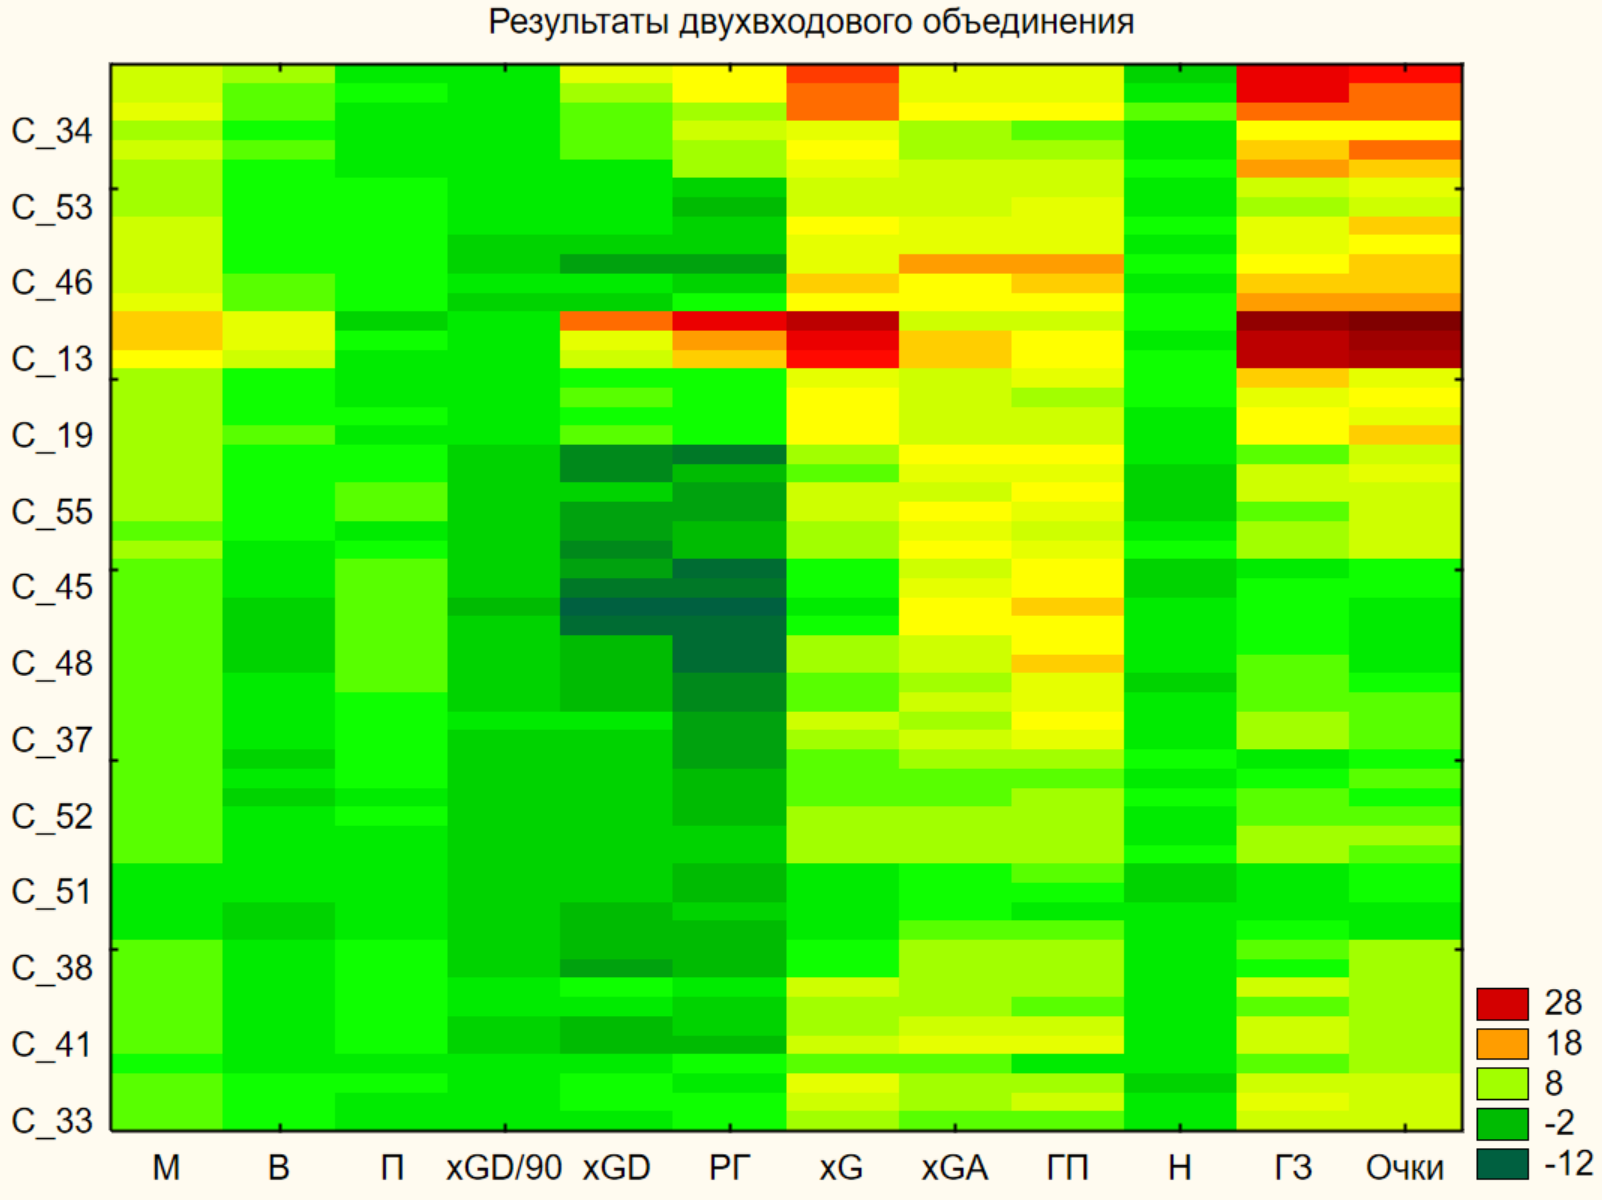 Результаты двухвходового объединения
C_34
C_53
C_46
C_13
C_19
C_55
C_45
C_48
C_37
C_52
C_51
C_38
C_41
C_33
М В П xGD/90 xGD РГ xG xGA ГП Н ГЗ Очки
28
18
8
-2
-12